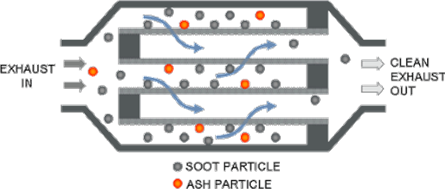 EXHAUST
IN
CLEAN
EXHAUST
OUT
SOOT PARTICLE
ASH PARTICLE